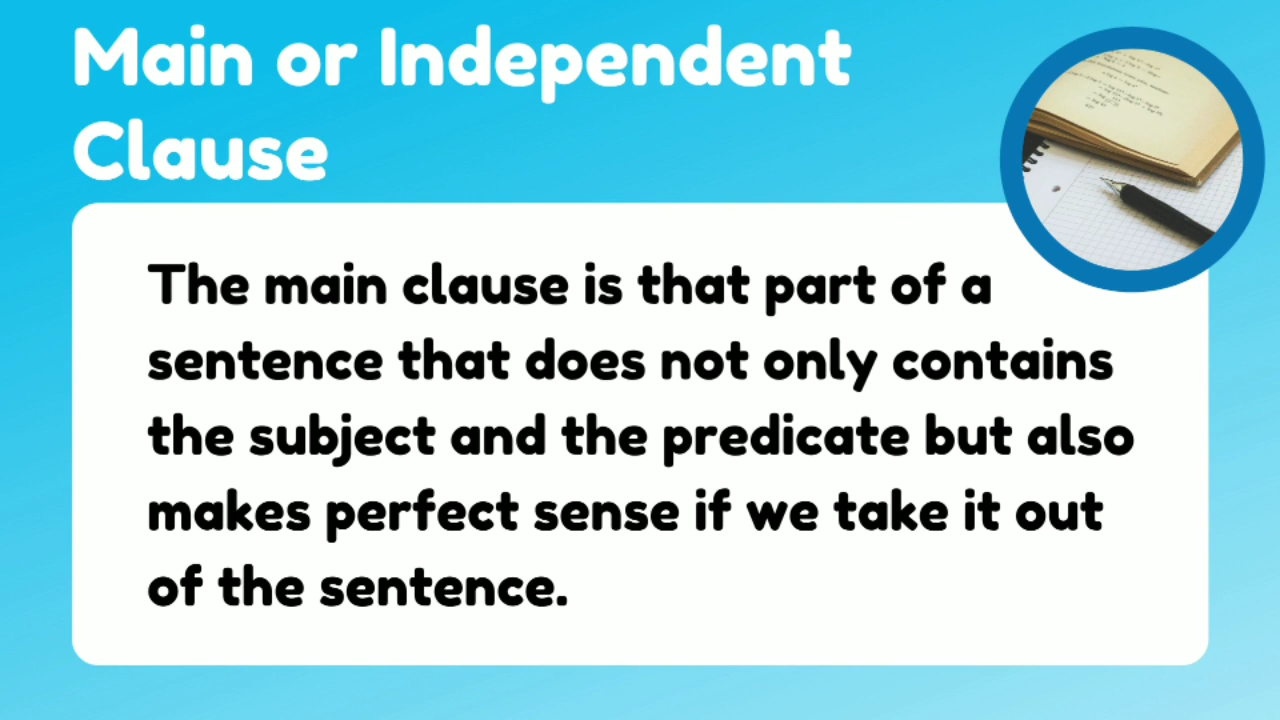 Main or Independent
Clause
The main clause is that part of a
sentence that does not only contains
the subject and the predicate but also
makes perfect sense if we take it out
of the sentence.